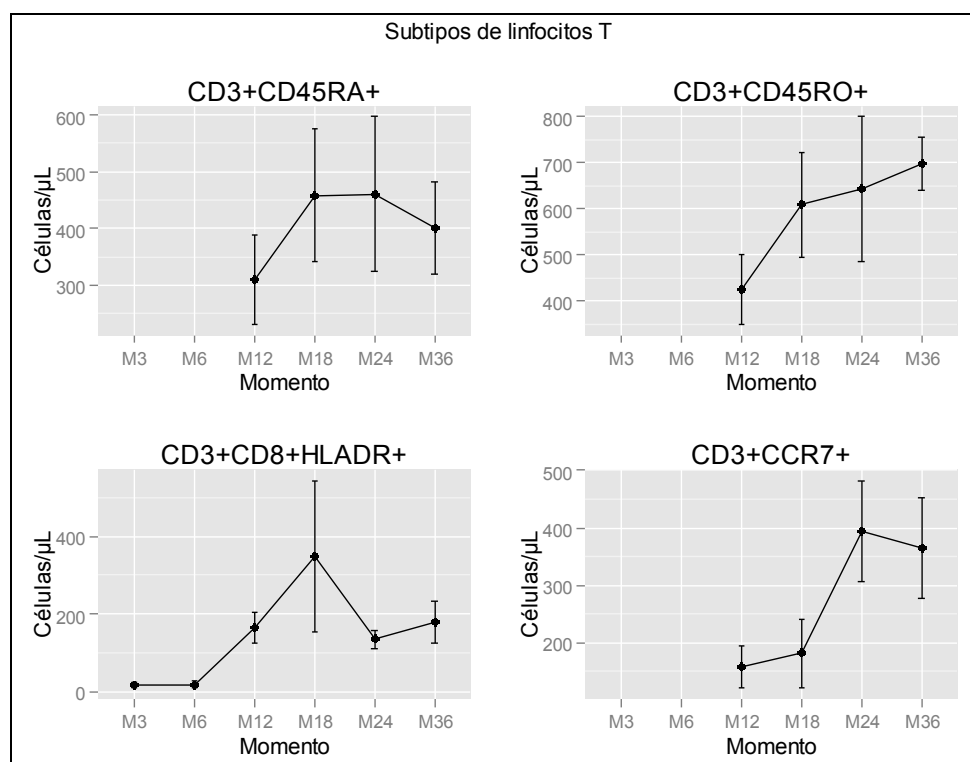 Subtipos de linfocitos T
CD3+CD45RA+
Células/µL
600
500
400
300
M3 M6 M12 M18 M24 M36
Momento
CD3+CD45RO+
Células/µL
800
700
600
500
400
M3 M6 M12 M18 M24 M36
Momento
CD3+CD8+HLADR+
Células/µL
400
200
0
M3 M6 M12 M18 M24 M36
Momento
CD3+CCR7+
Células/µL
500
400
300
200
M3 M6 M12 M18 M24 M36
Momento